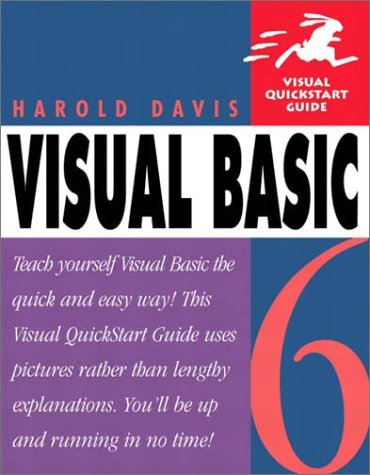 VISUAL
QUICKSTART
GUIDE
HAROLD DAVIS
VISUAL BASIC
6
Teach yourself Visual Basic the
quick and easy way! This
Visual QuickStart Guide uses
pictures rather than lengthy
explanations. You'll be up
and running in no time!